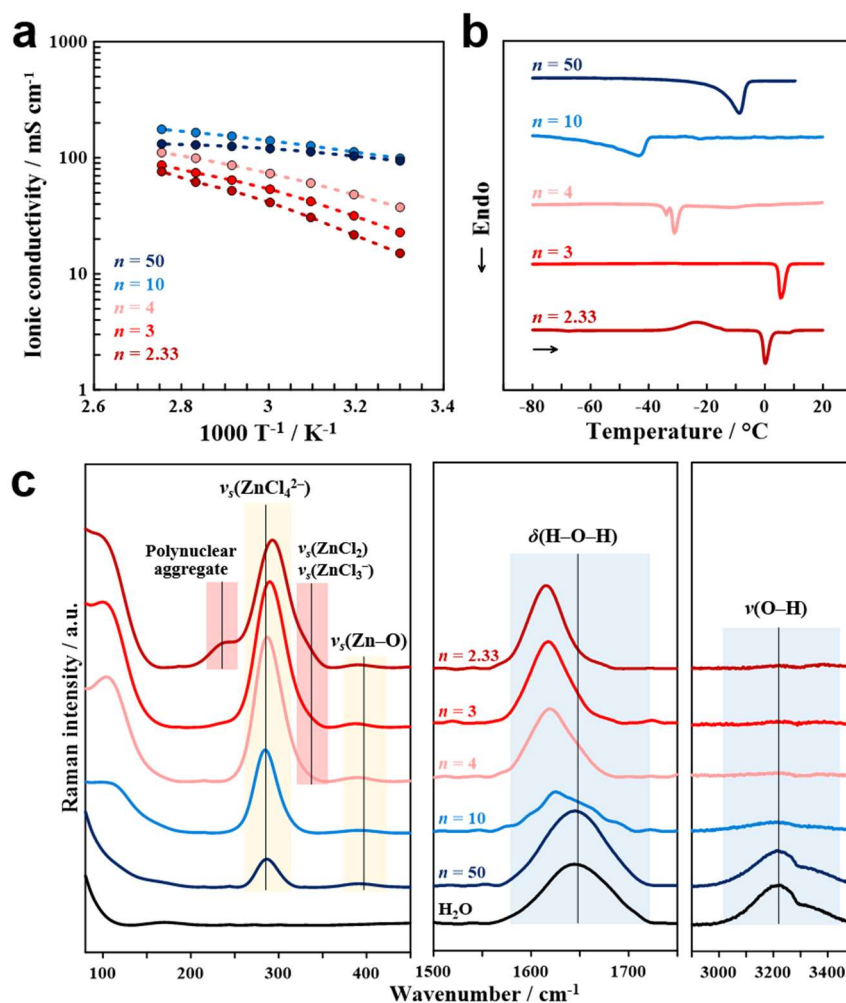 a
1000
100
10
1
Ionic conductivity / mS cm⁻¹
n = 50
n = 10
n = 4
n = 3
n = 2.33
2.6 2.8 3.0 3.2 3.4
1000 T⁻¹ / K⁻¹
b
n = 50
n = 10
n = 4
n = 3
n = 2.33
Endo
-80 -60 -40 -20 0 20
Temperature / °C
c
νs(ZnCl₄²⁻)
Polynuclear
aggregate
νs(ZnCl₂)
νs(ZnCl₃⁻)
νs(Zn–O)
δ(H–O–H)
ν(O–H)
n = 2.33
n = 3
n = 4
n = 10
n = 50
H₂O
Raman intensity / a.u.
100 200 300 400 1500 1600 1700 3000 3200 3400
Wavenumber / cm⁻¹